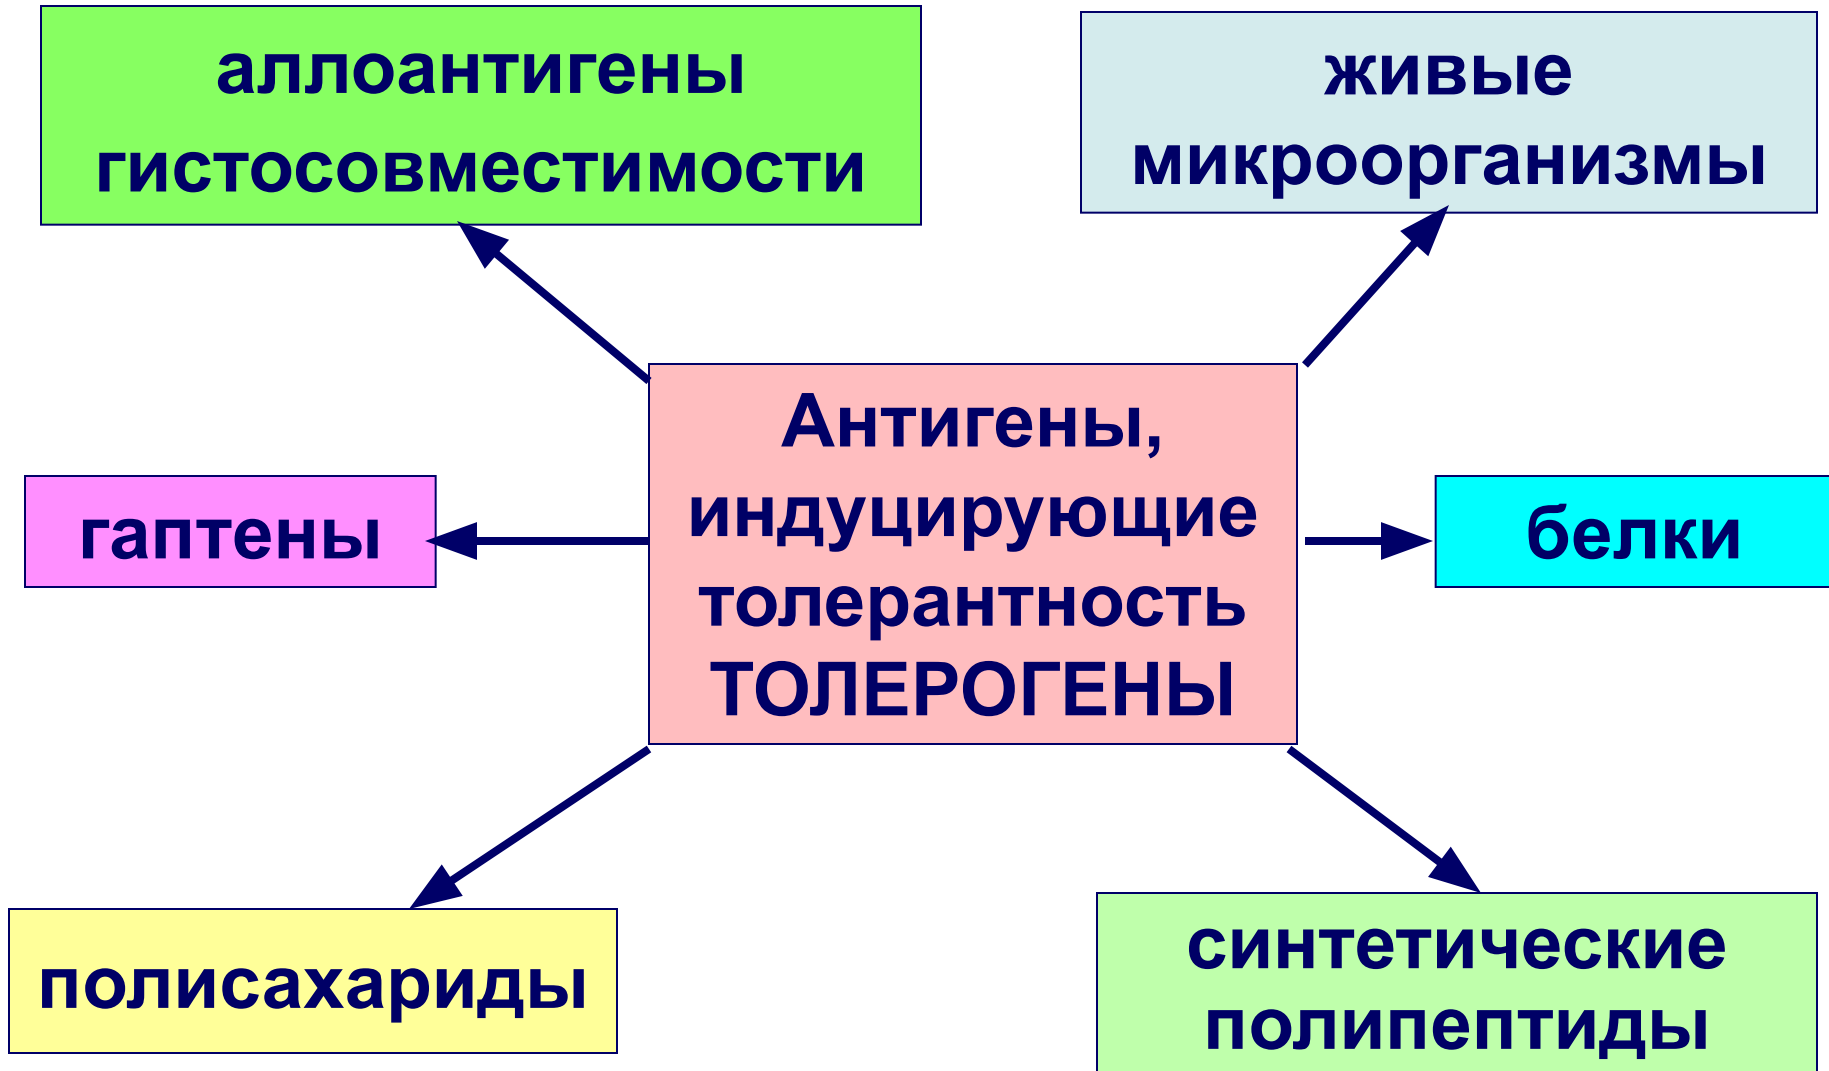 аллоантигены
гистосовместимости
живые
микроорганизмы
Антигены,
индуцирующие
толерантность
ТОЛЕРОГЕНЫ
гаптены
белки
полисахариды
синтетические
полипептиды